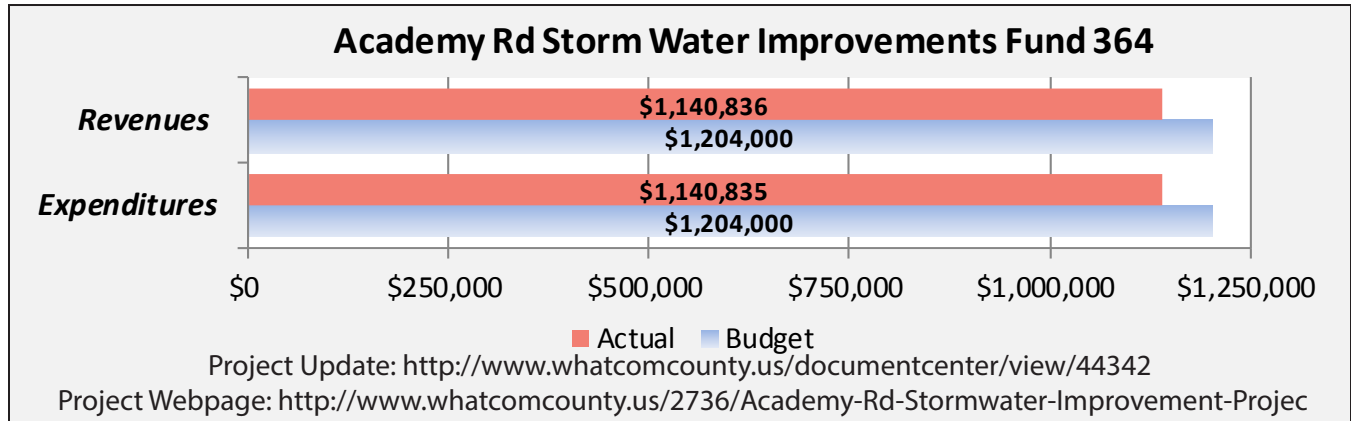 Academy Rd Storm Water Improvements Fund 364
Revenues
$1,140,836
$1,204,000
Expenditures
$1,140,835
$1,204,000
$0 $250,000 $500,000 $750,000 $1,000,000 $1,250,000
Actual Budget
Project Update: http://www.whatcomcounty.us/documentcenter/view/44342
Project Webpage: http://www.whatcomcounty.us/2736/Academy-Rd-Stormwater-Improvement-Projec